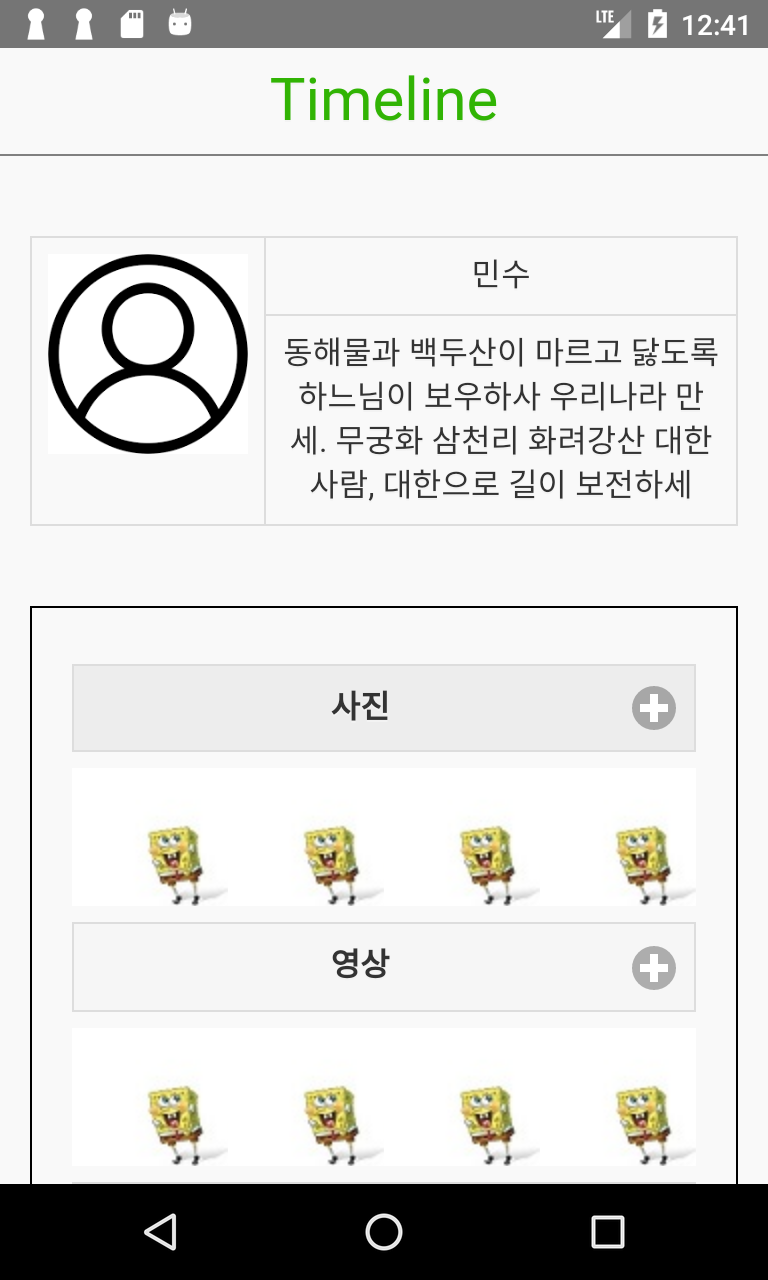 LTE 12:41
Timeline
민수
동해물과 백두산이 마르고 닳도록
하느님이 보우하사 우리나라 만
세. 무궁화 삼천리 화려강산 대한
사람, 대한으로 길이 보전하세
사진
영상